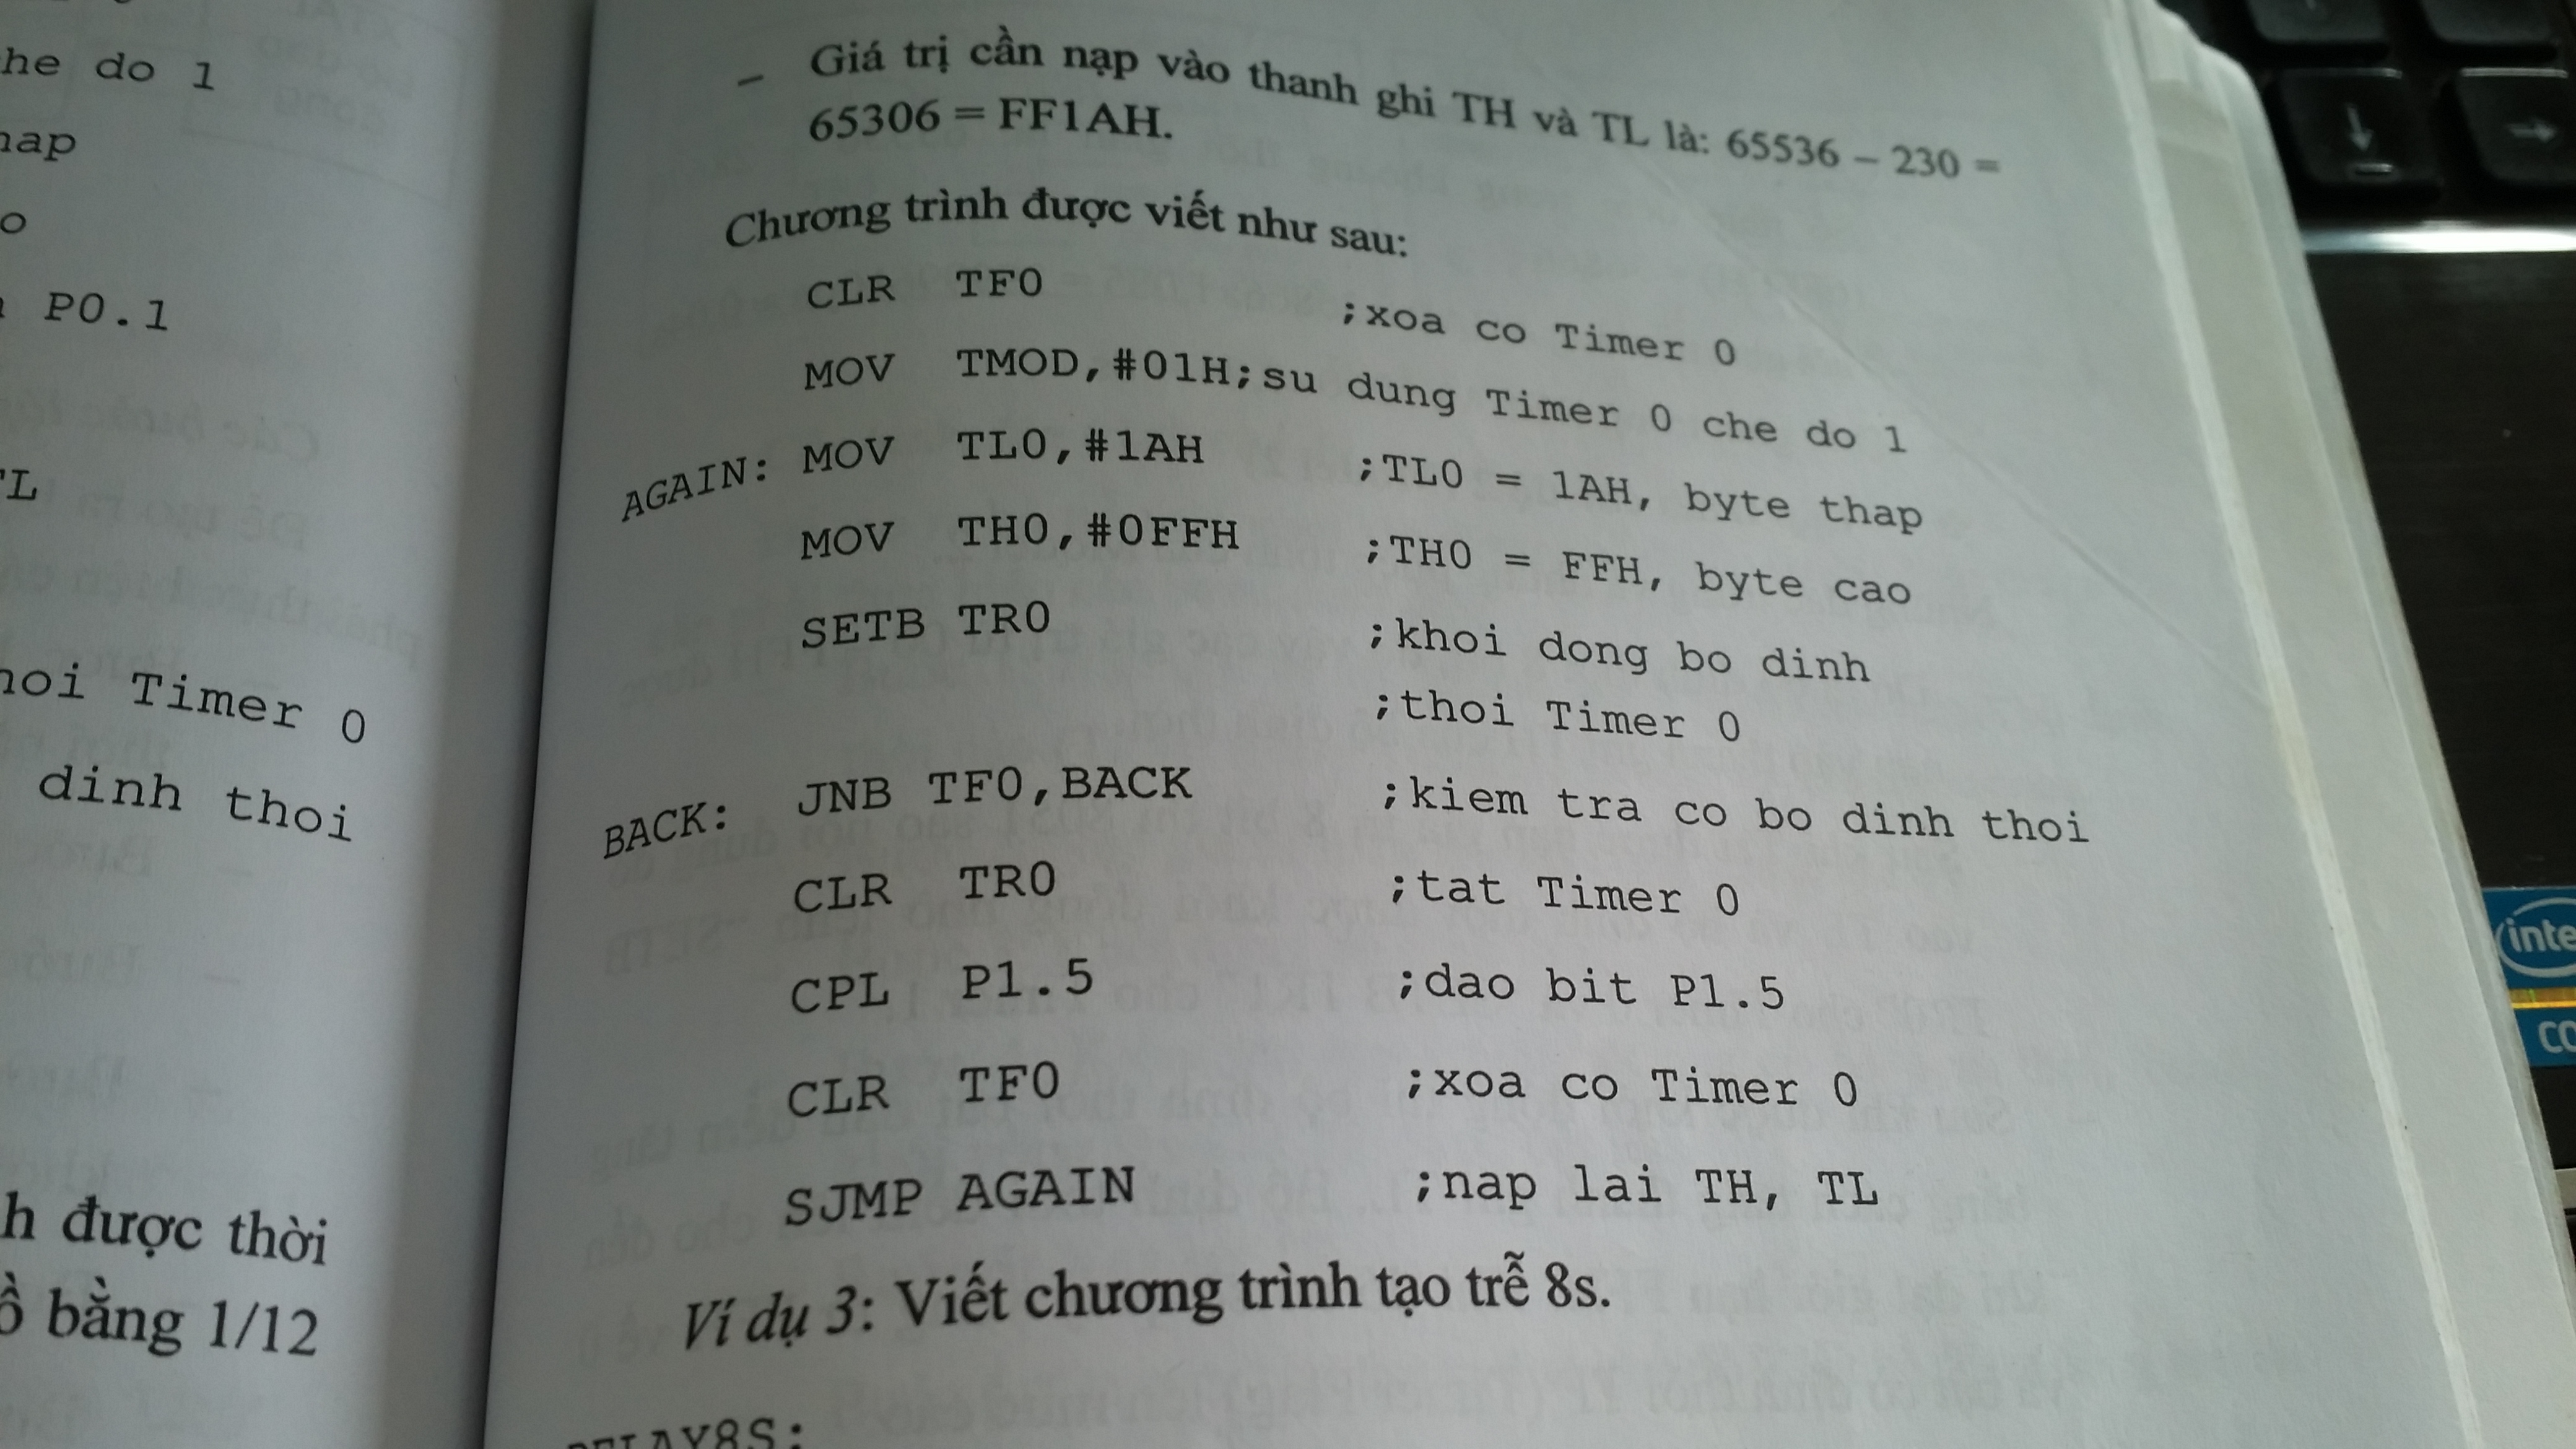 he do 1
P0.1
Timer 0
dinh thoi
h được thời
bằng 1/12
– Giá trị cần nạp vào thanh ghi TH và TL là: 65536 – 230 =
65306 = FF1AH.
Chương trình được viết như sau:
CLR TF0 ;xoa co Timer 0
MOV TMOD,#01H;su dung Timer 0 che do 1
AGAIN: MOV TL0,#1AH ;TL0 = 1AH, byte thap
MOV TH0,#0FFH ;TH0 = FFH, byte cao
SETB TR0 ;khoi dong bo dinh
;thoi Timer 0
BACK: JNB TF0,BACK ;kiem tra co bo dinh thoi
CLR TR0 ;tat Timer 0
CPL P1.5 ;dao bit P1.5
CLR TF0 ;xoa co Timer 0
SJMP AGAIN ;nap lai TH, TL
Ví dụ 3: Viết chương trình tạo trễ 8s.